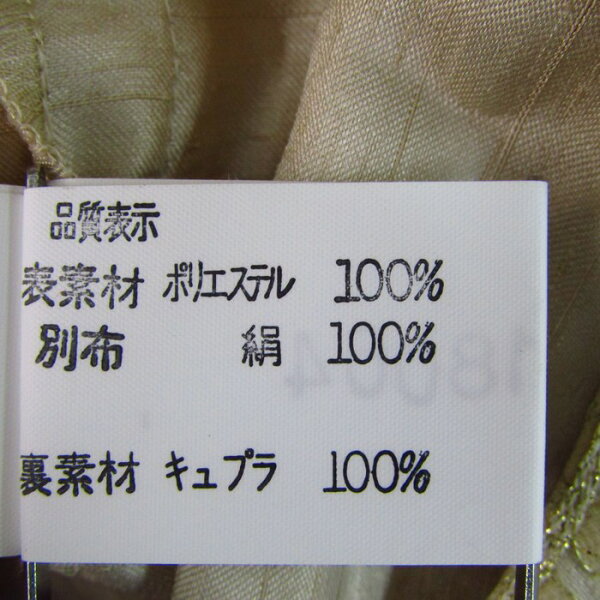 品質表示
表素材 ポリエステル 100%
別布 絹 100%
裏素材 キュプラ 100%